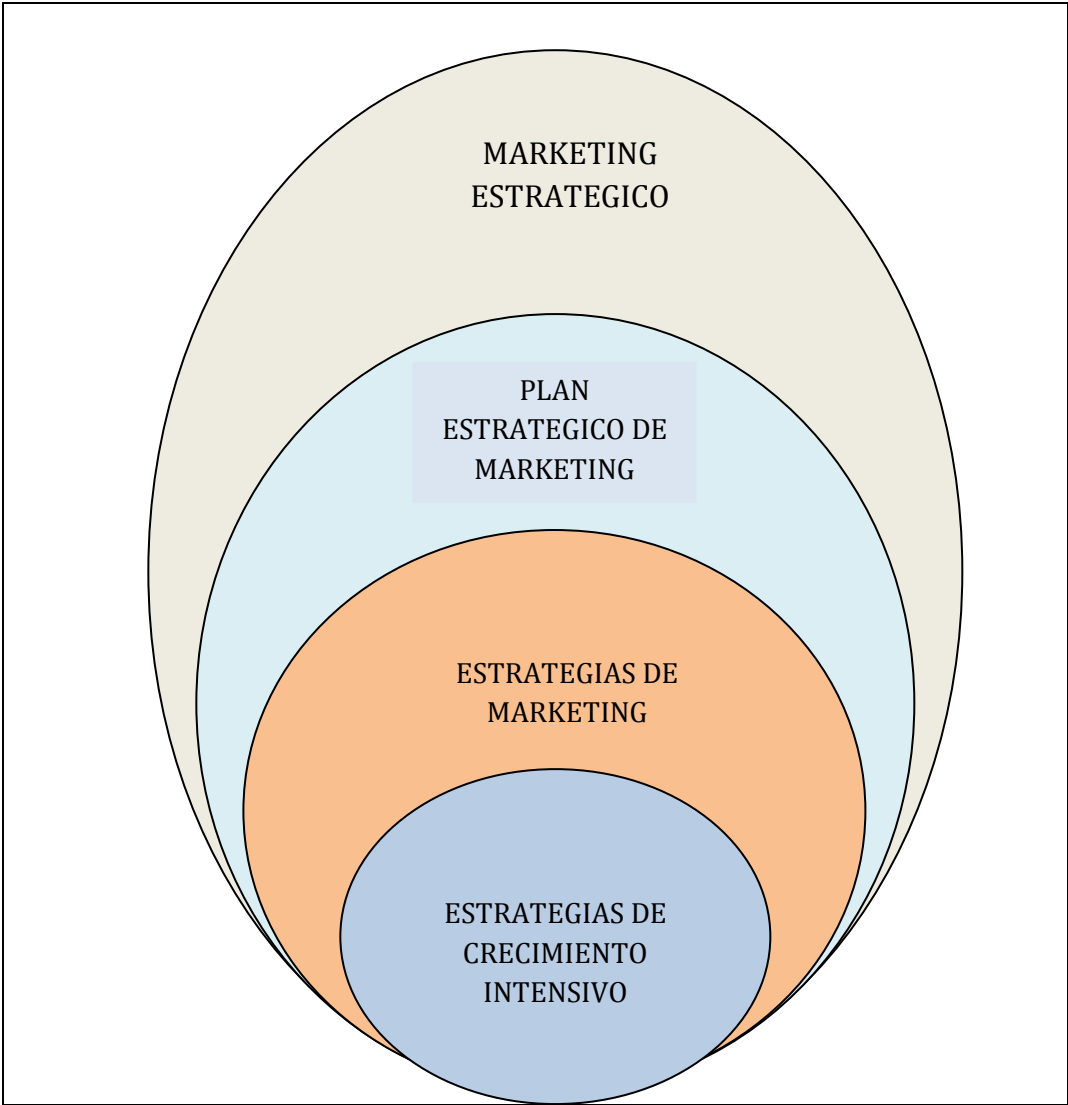 MARKETING
ESTRATEGICO
PLAN
ESTRATEGICO DE
MARKETING
ESTRATEGIAS DE
MARKETING
ESTRATEGIAS DE
CRECIMIENTO
INTENSIVO